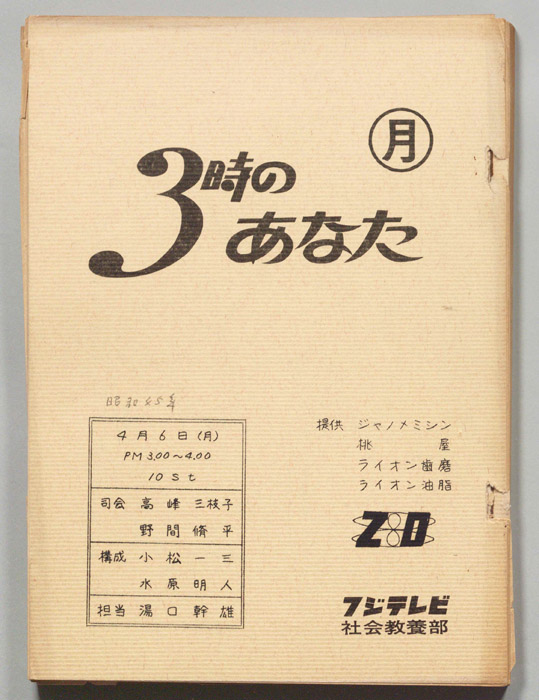 月
3時の
あなた
昭和45年
4月6日(月)
PM 3.00〜4.00
10 St
司会 高峰三枝子
野間脩平
構成 小松一三
水原明人
担当 湯口幹雄
提供 ジャノメミシン
桃屋
ライオン歯磨
ライオン油脂
フジテレビ
社会教養部